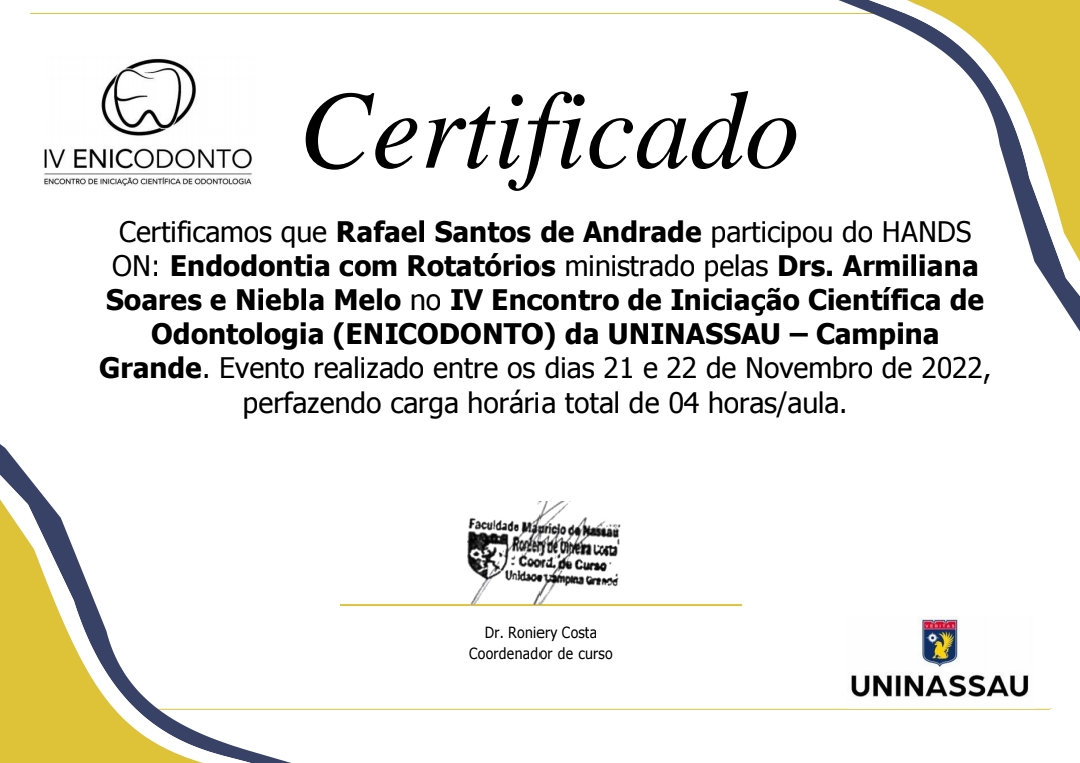 IV ENICODONTO
ENCONTRO DE INICIAÇÃO CIENTÍFICA DE ODONTOLOGIA
Certificado
Certificamos que Rafael Santos de Andrade participou do HANDS
ON: Endodontia com Rotatórios ministrado pelas Drs. Armiliana
Soares e Niebla Melo no IV Encontro de Iniciação Científica de
Odontologia (ENICODONTO) da UNINASSAU – Campina
Grande. Evento realizado entre os dias 21 e 22 de Novembro de 2022,
perfazendo carga horária total de 04 horas/aula.
Faculdade Maurício de Nassau
Roniery de Oliveira Costa
Coord. de Curso
Unidade Campina Grande
Dr. Roniery Costa
Coordenador de curso
VERITAS
UNINASSAU